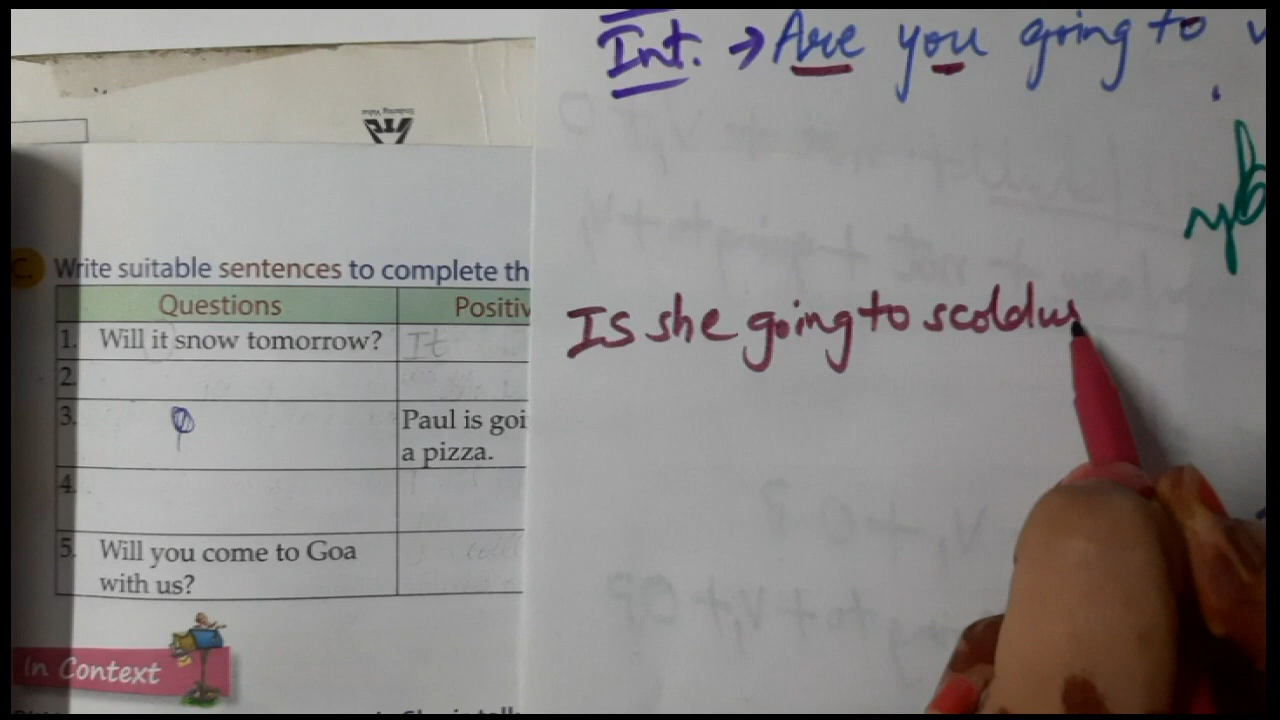 Int. → Are you going to
C. Write suitable sentences to complete th
Questions Positiv
1. Will it snow tomorrow? It
2.
3. Paul is goi
a pizza.
4.
5. Will you come to Goa
with us?
In Context
Is she going to scold us